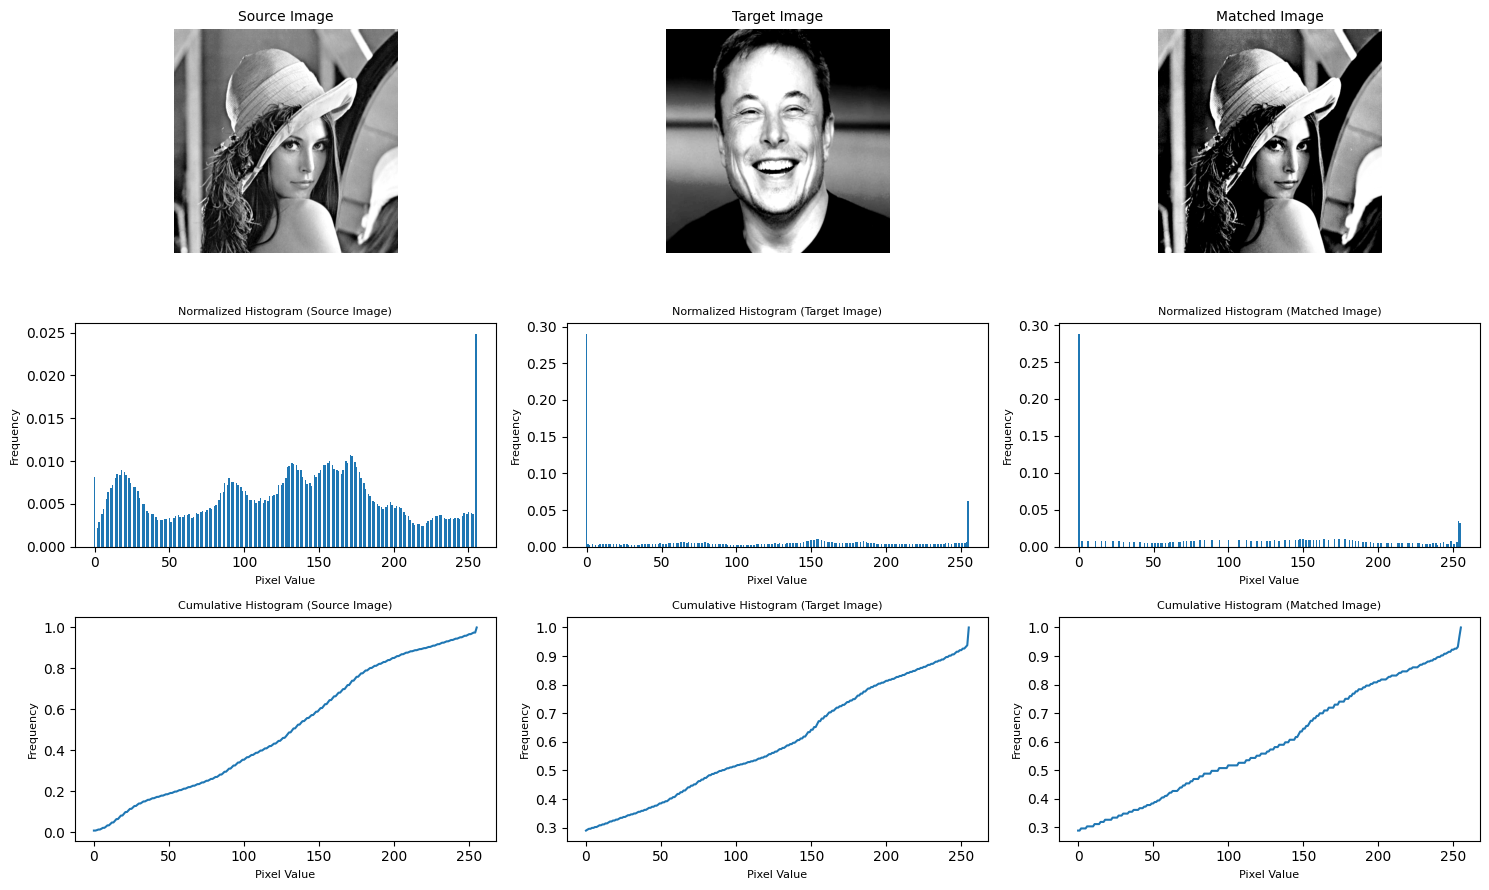 Source Image
Target Image
Matched Image
Normalized Histogram (Source Image)
Frequency
0.025
0.020
0.015
0.010
0.005
0.000
0 50 100 150 200 250
Pixel Value
Normalized Histogram (Target Image)
Frequency
0.30
0.25
0.20
0.15
0.10
0.05
0.00
0 50 100 150 200 250
Pixel Value
Normalized Histogram (Matched Image)
Frequency
0.30
0.25
0.20
0.15
0.10
0.05
0.00
0 50 100 150 200 250
Pixel Value
Cumulative Histogram (Source Image)
Frequency
1.0
0.8
0.6
0.4
0.2
0.0
0 50 100 150 200 250
Pixel Value
Cumulative Histogram (Target Image)
Frequency
1.0
0.9
0.8
0.7
0.6
0.5
0.4
0.3
0 50 100 150 200 250
Pixel Value
Cumulative Histogram (Matched Image)
Frequency
1.0
0.9
0.8
0.7
0.6
0.5
0.4
0.3
0 50 100 150 200 250
Pixel Value